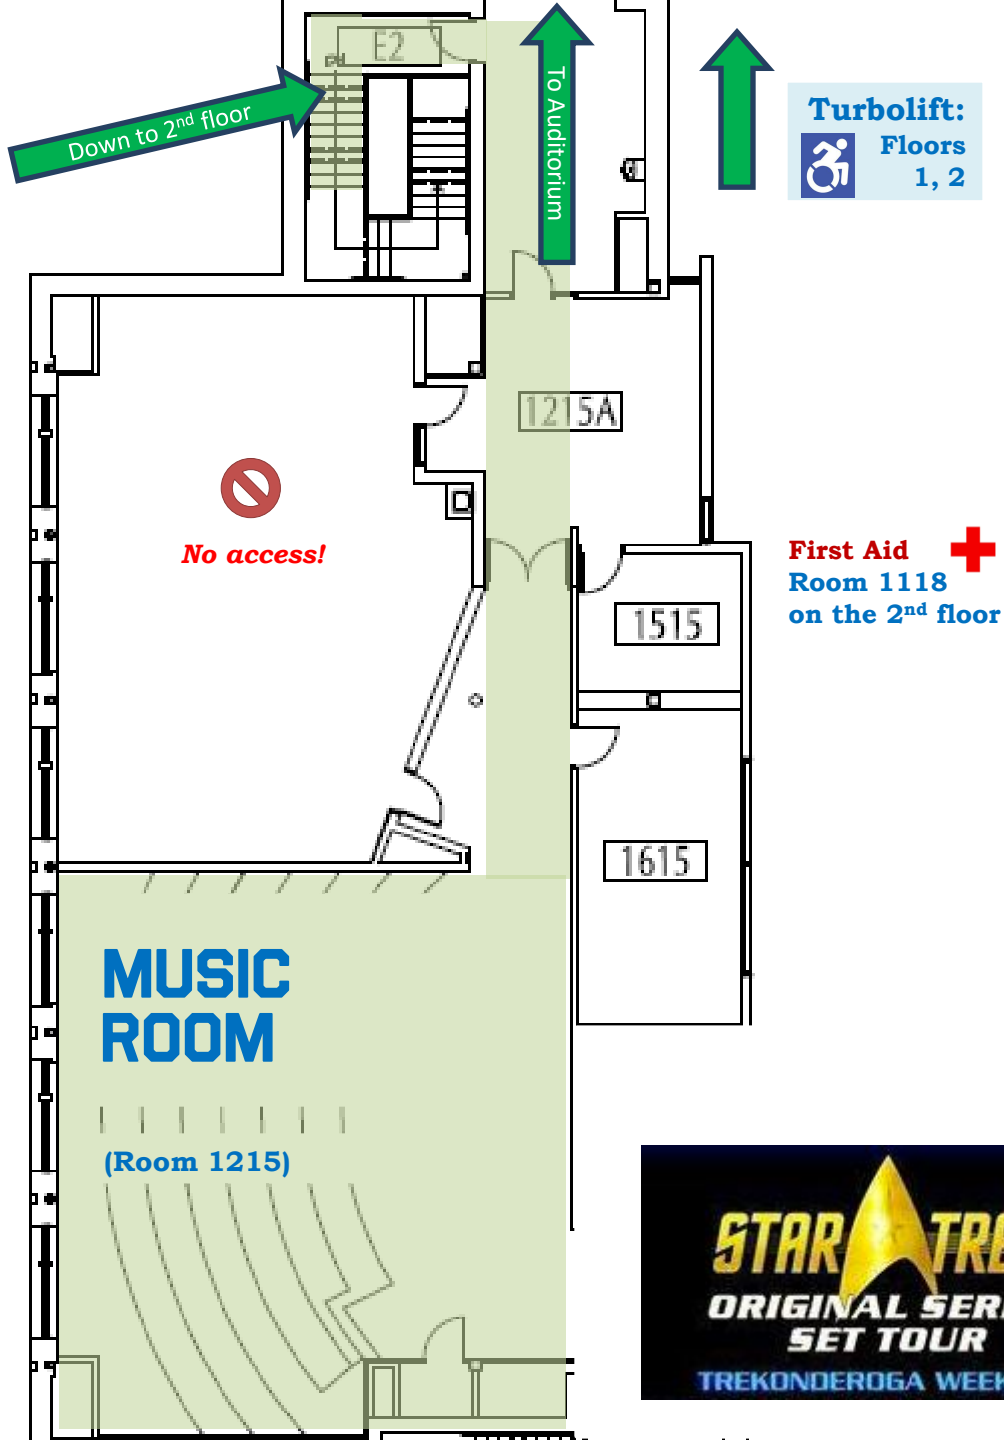 E2
Down to 2nd floor
To Auditorium
Turbolift:
Floors
1, 2
1215A
No access!
First Aid
Room 1118
on the 2nd floor
1515
1615
MUSIC
ROOM
(Room 1215)
STAR TRE
ORIGINAL SERI
SET TOUR
TREKONDEROGA WEEK